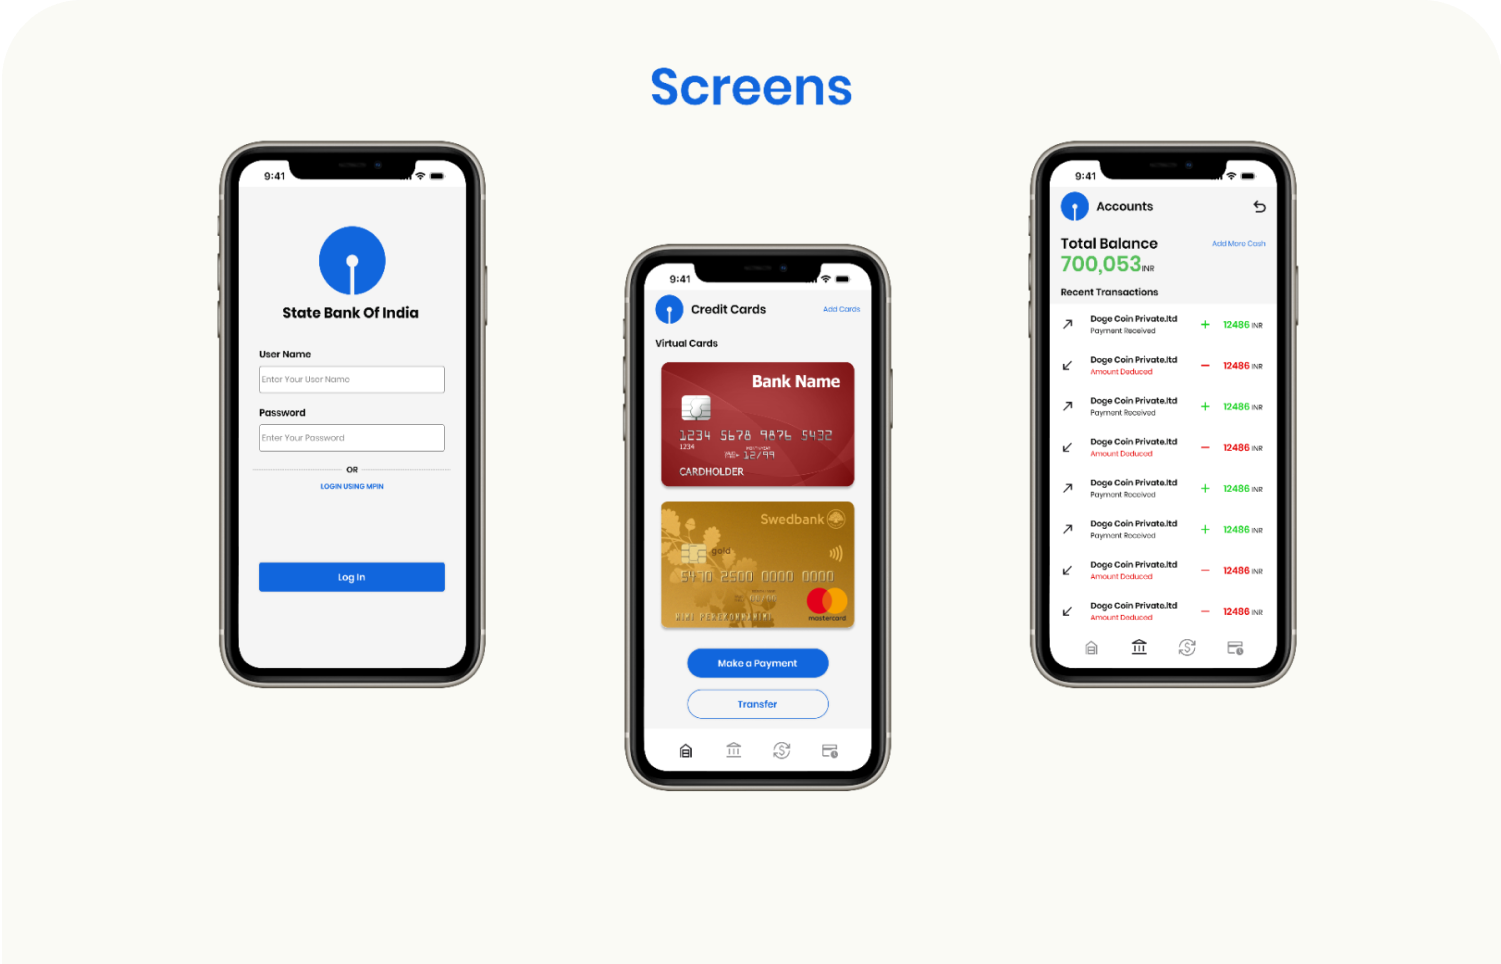 Screens
9:41
State Bank Of India
User Name
Enter Your User Name
Password
Enter Your Password
OR
LOGIN USING MPIN
Log In
9:41
Credit Cards
Add Cards
Virtual Cards
Bank Name
1234 5678 9876 5432
1234
12/99
CARDHOLDER
Swedbank
gold
5470 2500 0000 0000
mastercard
Make a Payment
Transfer
9:41
Accounts
Total Balance
Add More Cash
700,053 INR
Recent Transactions
Doge Coin Private.ltd
Payment Received
+ 12486 INR
Doge Coin Private.ltd
Amount Deduced
− 12486 INR
Doge Coin Private.ltd
Payment Received
+ 12486 INR
Doge Coin Private.ltd
Amount Deduced
− 12486 INR
Doge Coin Private.ltd
Payment Received
+ 12486 INR
Doge Coin Private.ltd
Payment Received
+ 12486 INR
Doge Coin Private.ltd
Amount Deduced
− 12486 INR
Doge Coin Private.ltd
Amount Deduced
− 12486 INR